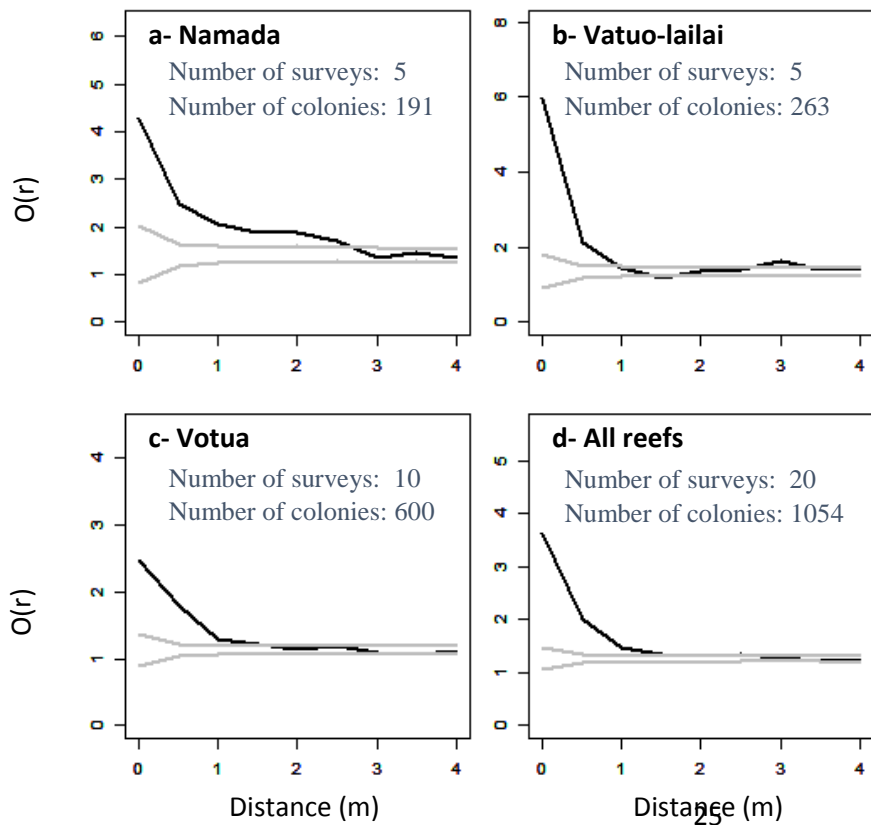 a- Namada
Number of surveys: 5
Number of colonies: 191
O(r)
6
5
4
3
2
1
0
0 1 2 3 4
b- Vatuo-lailai
Number of surveys: 5
Number of colonies: 263
8
6
4
2
0
0 1 2 3 4
c- Votua
Number of surveys: 10
Number of colonies: 600
O(r)
4
3
2
1
0
0 1 2 3 4
Distance (m)
d- All reefs
Number of surveys: 20
Number of colonies: 1054
5
4
3
2
1
0
0 1 2 3 4
Distance (m)
25